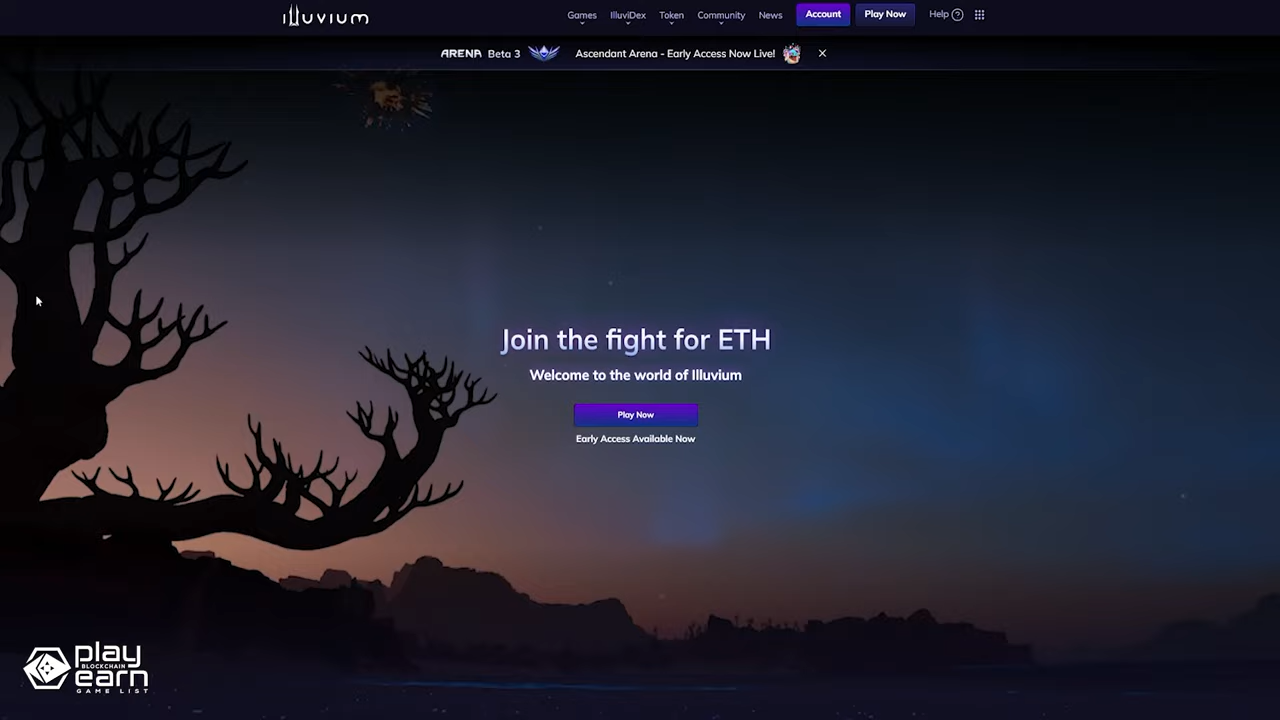 ILLUVIUM
Games IlluviDex Token Community News Account Play Now Help ?
ARENA Beta 3 Ascendant Arena - Early Access Now Live!
Join the fight for ETH
Welcome to the world of Illuvium
Play Now
Early Access Available Now
play
BLOCKCHAIN
earn
GAME LIST